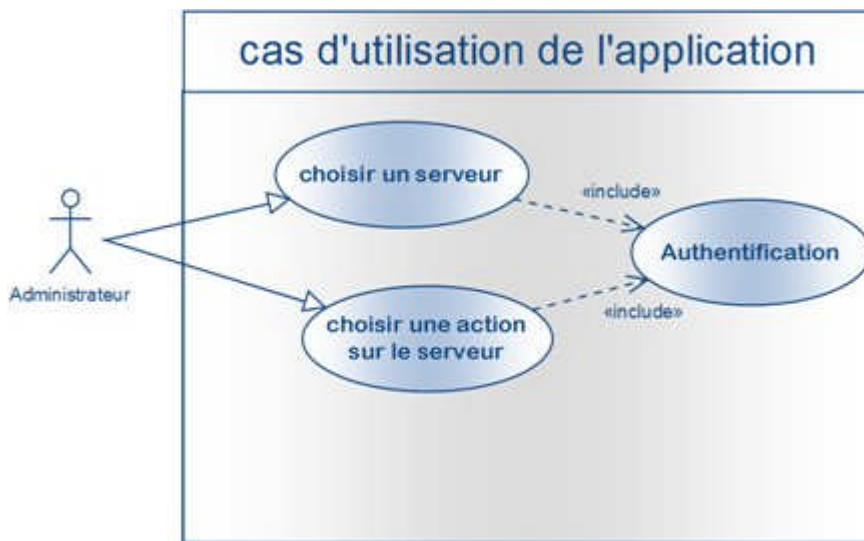 cas d'utilisation de l'application
choisir un serveur
«include»
Authentification
Administrateur
choisir une action
sur le serveur
«include»